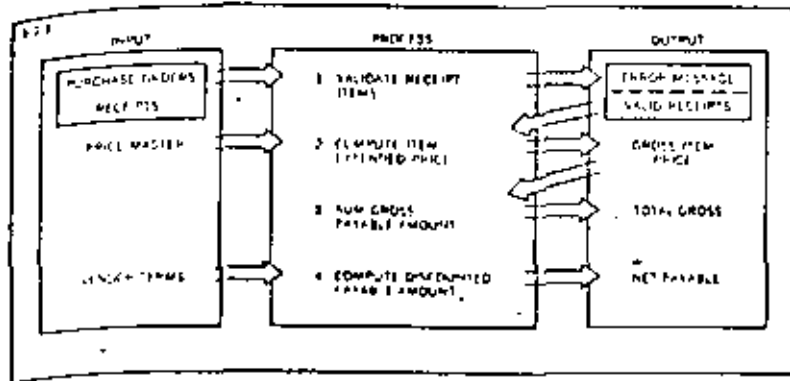 INPUT
PROCESS
OUTPUT
PURCHASE ORDERS
RECEIPTS
PRICE MASTER
VENDOR TERMS
1 VALIDATE RECEIPT
ITEMS
2 COMPUTE ITEM
EXTENDED PRICE
3 SUM GROSS
PAYABLE AMOUNT
4 COMPUTE DISCOUNTED
PAYABLE AMOUNT
ERROR MESSAGE
VALID RECEIPTS
GROSS ITEM
PRICE
TOTAL GROSS
NET PAYABLE